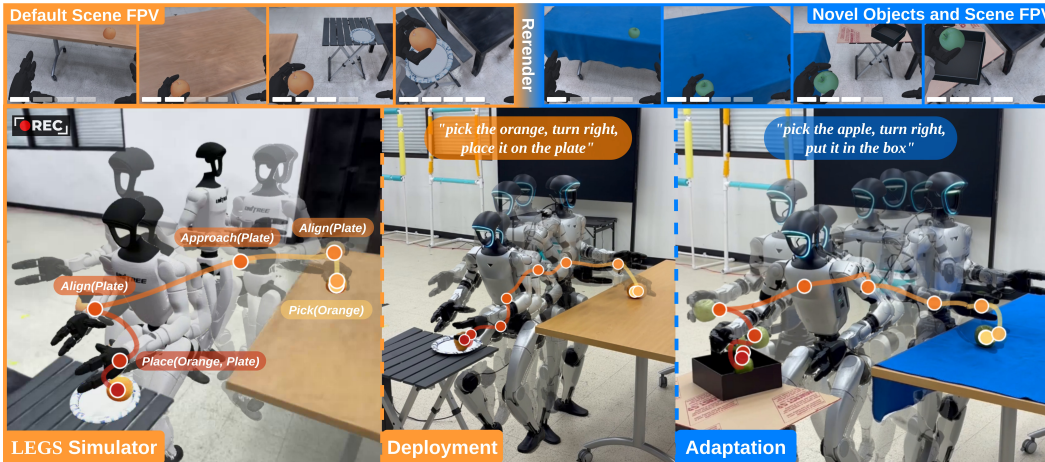 Default Scene FPV
Rerender
Novel Objects and Scene FPV
REC
"pick the orange, turn right,
place it on the plate"
"pick the apple, turn right,
put it in the box"
Approach(Plate)
Align(Plate)
Align(Plate)
Pick(Orange)
Place(Orange, Plate)
UNITREE
LEGS Simulator
Deployment
Adaptation